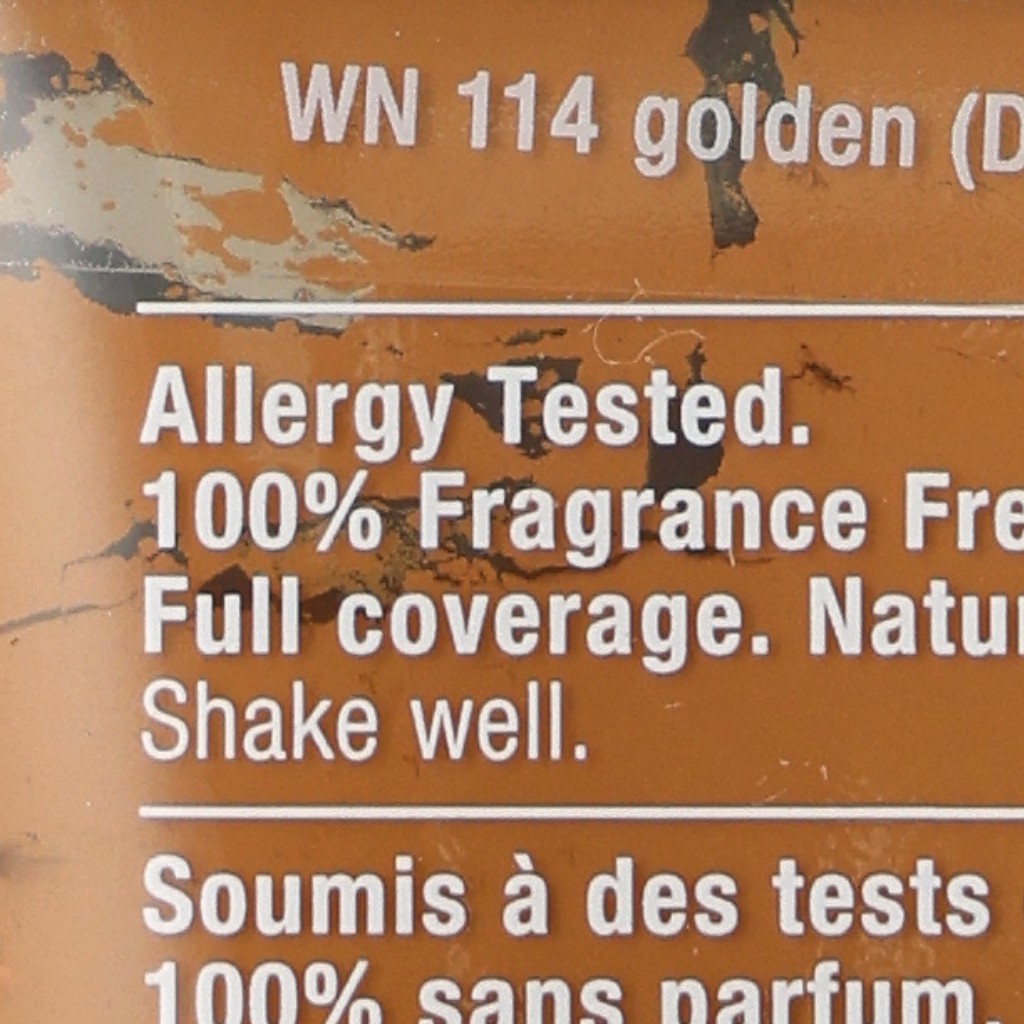 WN 114 golden (D
Allergy Tested.
100% Fragrance Fre
Full coverage. Natur
Shake well.
Soumis à des tests
100% sans parfum.